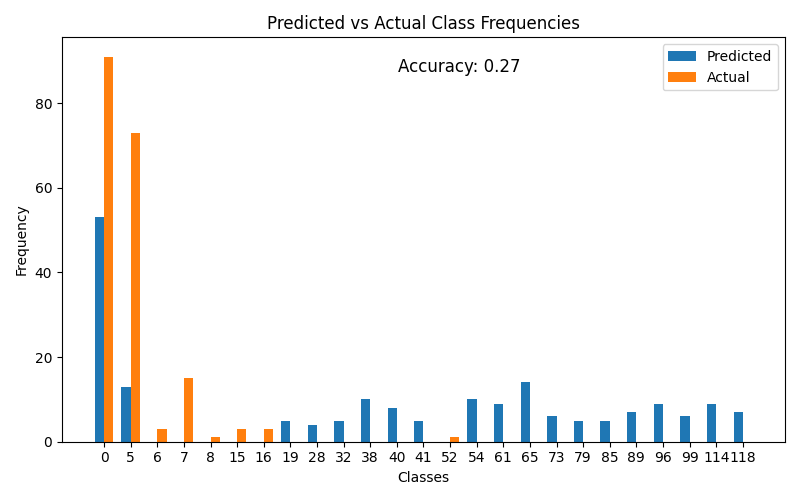 Predicted vs Actual Class Frequencies
Accuracy: 0.27
Predicted
Actual
Frequency
80
60
40
20
0
0 5 6 7 8 15 16 19 28 32 38 40 41 52 54 61 65 73 79 85 89 96 99 114 118
Classes